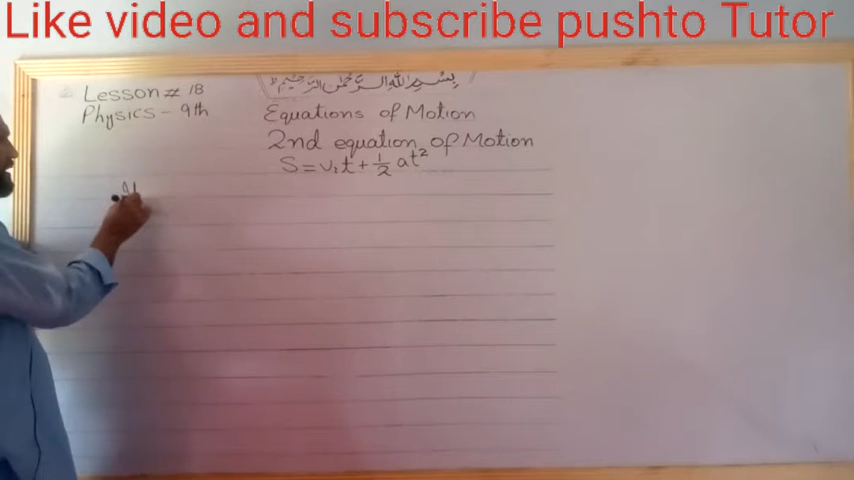 Like video and subscribe pushto Tutor
بسم الله الرحمن الرحيم
Lesson # 18
Physics - 9th
Equations of Motion
2nd equation of Motion
S = vᵢt + ½ at²